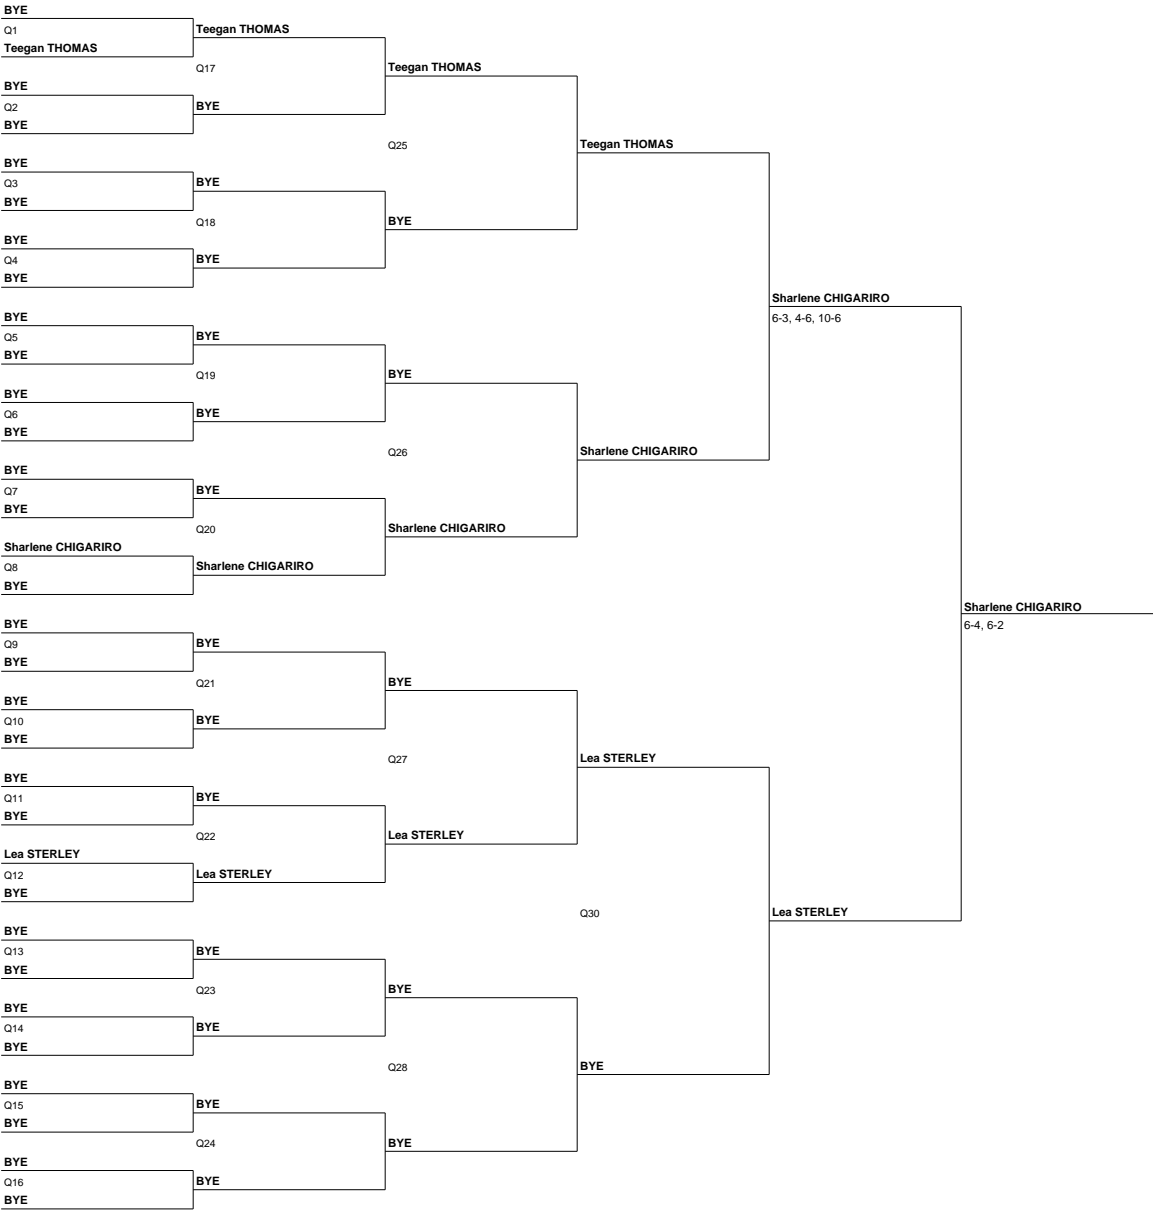 BYE
Q1
Teegan THOMAS
Teegan THOMAS
Q17
Teegan THOMAS
BYE
Q2
BYE
BYE
Q25
Teegan THOMAS
BYE
Q3
BYE
BYE
Q18
BYE
BYE
Q4
BYE
BYE
Sharlene CHIGARIRO
6-3, 4-6, 10-6
BYE
Q5
BYE
BYE
Q19
BYE
BYE
Q6
BYE
BYE
Q26
Sharlene CHIGARIRO
BYE
Q7
BYE
BYE
Q20
Sharlene CHIGARIRO
Sharlene CHIGARIRO
Q8
BYE
Sharlene CHIGARIRO
Sharlene CHIGARIRO
6-4, 6-2
BYE
Q9
BYE
BYE
Q21
BYE
BYE
Q10
BYE
BYE
Q27
Lea STERLEY
BYE
Q11
BYE
BYE
Q22
Lea STERLEY
Lea STERLEY
Q12
BYE
Lea STERLEY
Q30
Lea STERLEY
BYE
Q13
BYE
BYE
Q23
BYE
BYE
Q14
BYE
BYE
Q28
BYE
BYE
Q15
BYE
BYE
Q24
BYE
BYE
Q16
BYE
BYE